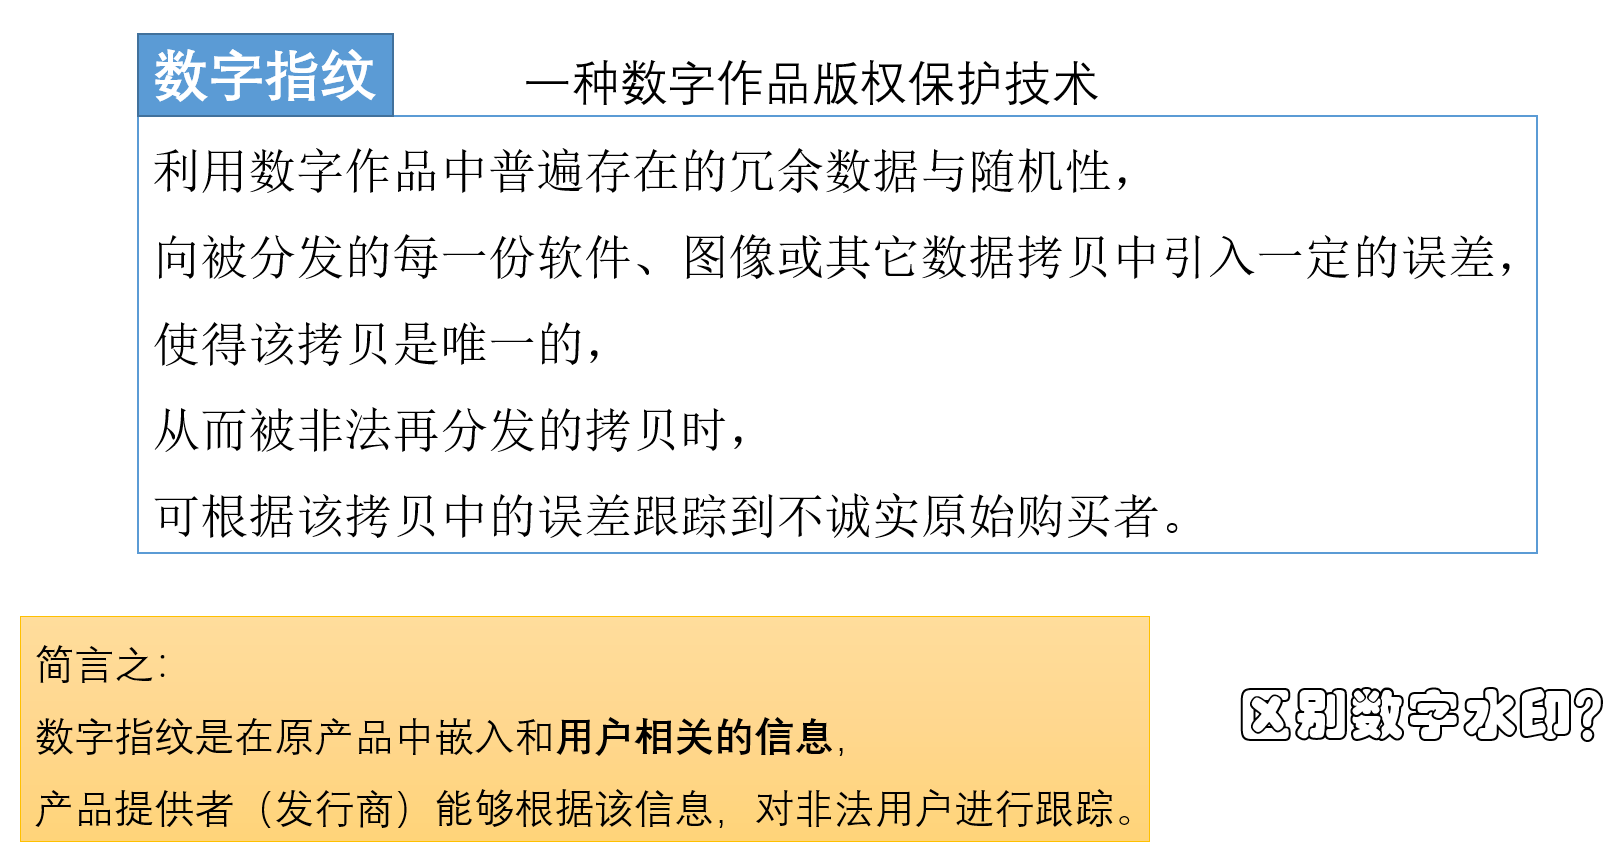 数字指纹
一种数字作品版权保护技术
利用数字作品中普遍存在的冗余数据与随机性，
向被分发的每一份软件、图像或其它数据拷贝中引入一定的误差，
使得该拷贝是唯一的，
从而被非法再分发的拷贝时，
可根据该拷贝中的误差跟踪到不诚实原始购买者。
简言之：
数字指纹是在原产品中嵌入和用户相关的信息，
产品提供者（发行商）能够根据该信息，对非法用户进行跟踪。
区别数字水印?